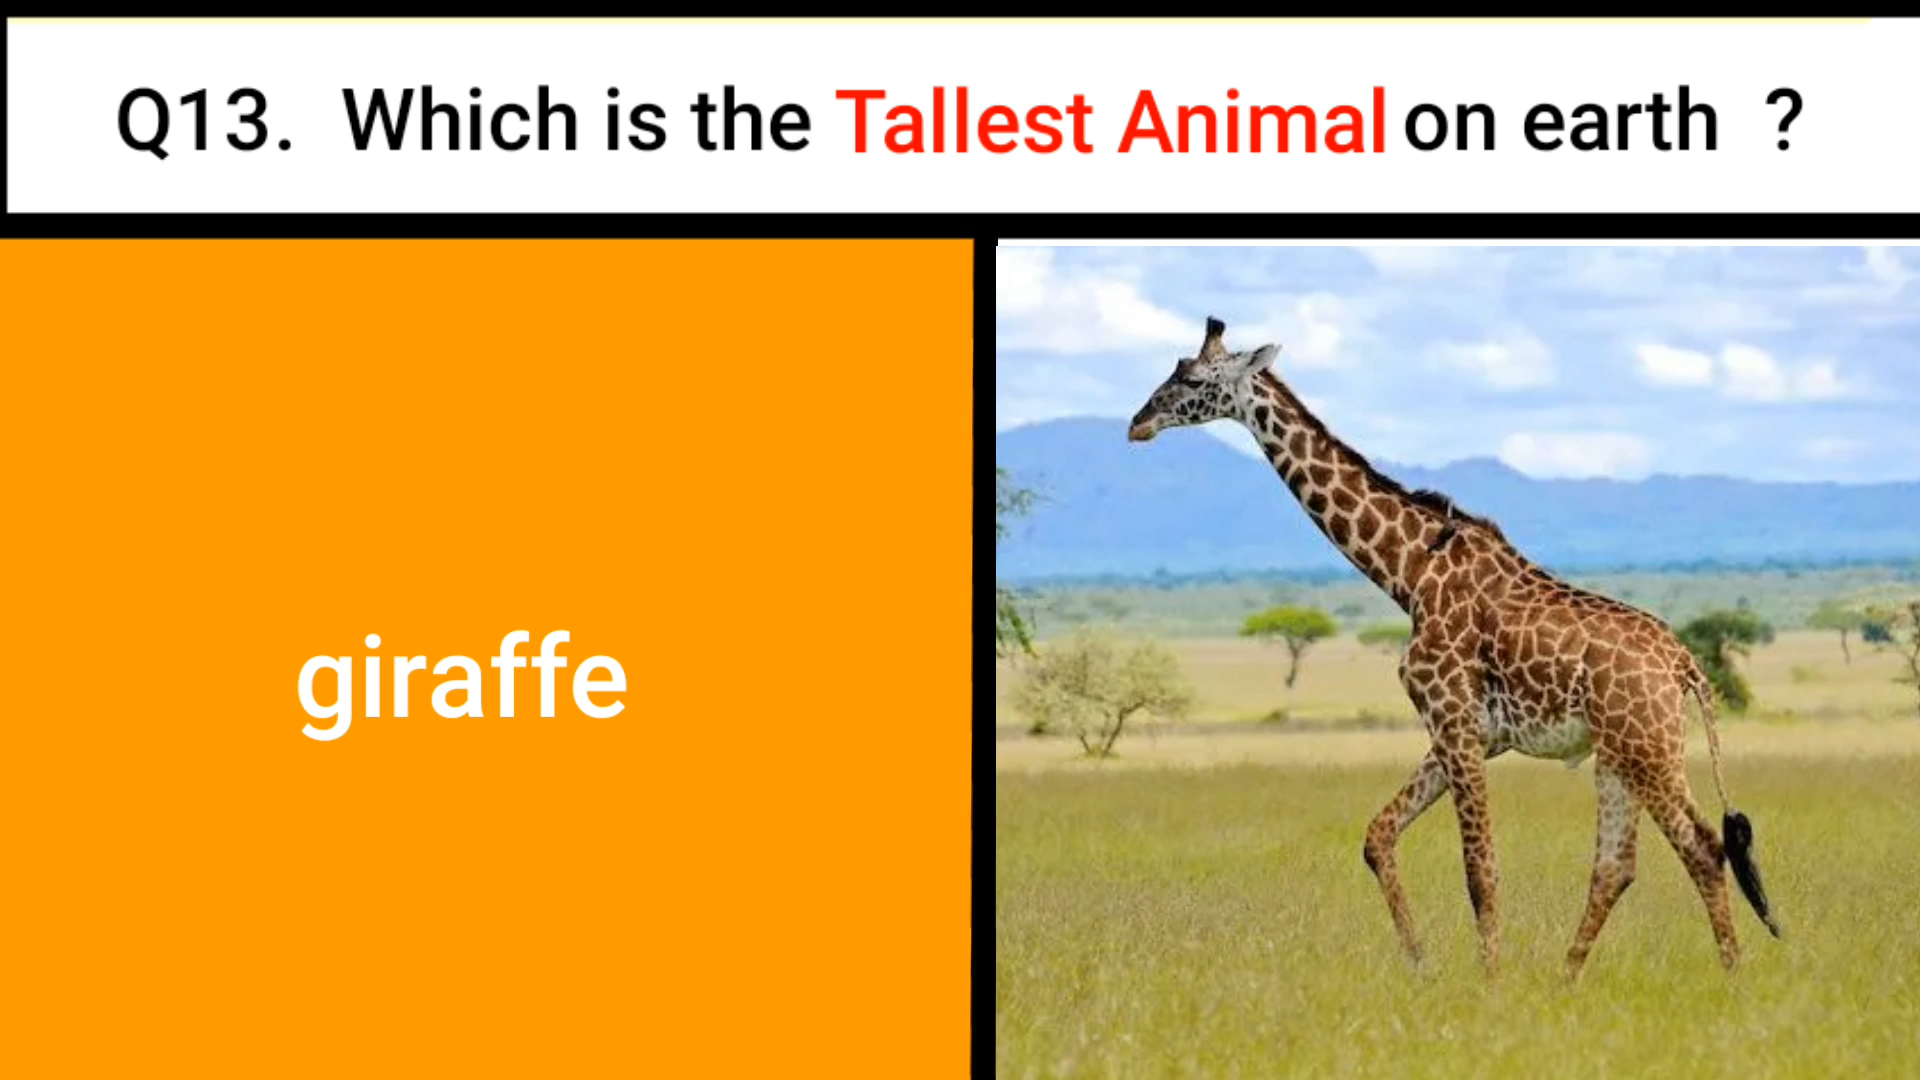 Q13. Which is the Tallest Animal on earth ?
giraffe